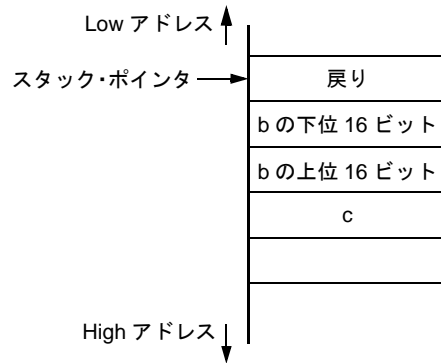 Low アドレス
スタック・ポインタ
戻り
b の下位 16 ビット
b の上位 16 ビット
c
High アドレス